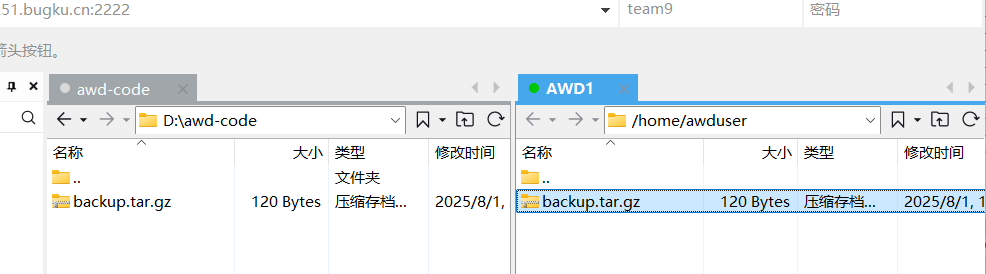 51.bugku.cn:2222 team9 密码
箭头按钮。
awd-code AWD1
D:\awd-code /home/awduser
名称 大小 类型 修改时间 名称 大小 类型 修改时间
.. 文件夹 ..
backup.tar.gz 120 Bytes 压缩存档... 2025/8/1, backup.tar.gz 120 Bytes 压缩存档... 2025/8/1, 1